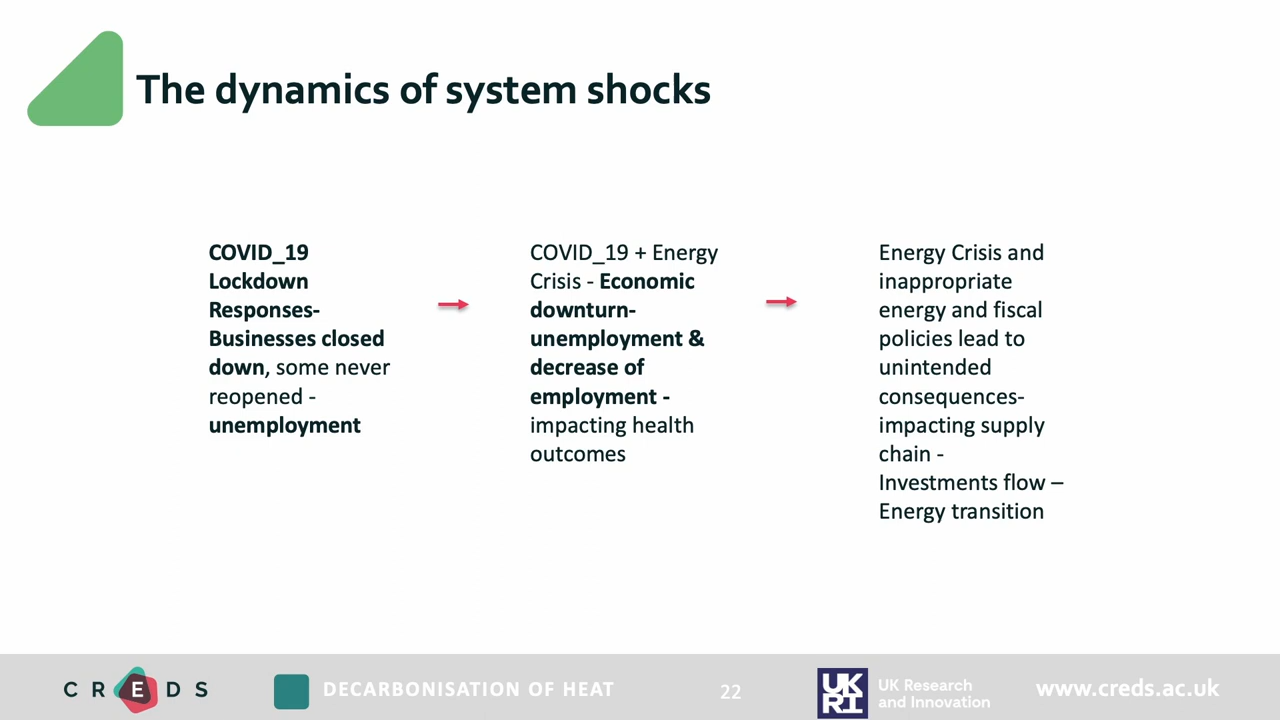 The dynamics of system shocks
COVID_19
Lockdown
Responses-
Businesses closed
down, some never
reopened -
unemployment
COVID_19 + Energy
Crisis - Economic
downturn-
unemployment &
decrease of
employment -
impacting health
outcomes
Energy Crisis and
inappropriate
energy and fiscal
policies lead to
unintended
consequences-
impacting supply
chain -
Investments flow –
Energy transition
CREDS
DECARBONISATION OF HEAT
22
UK
RI
UK Research
and Innovation
www.creds.ac.uk